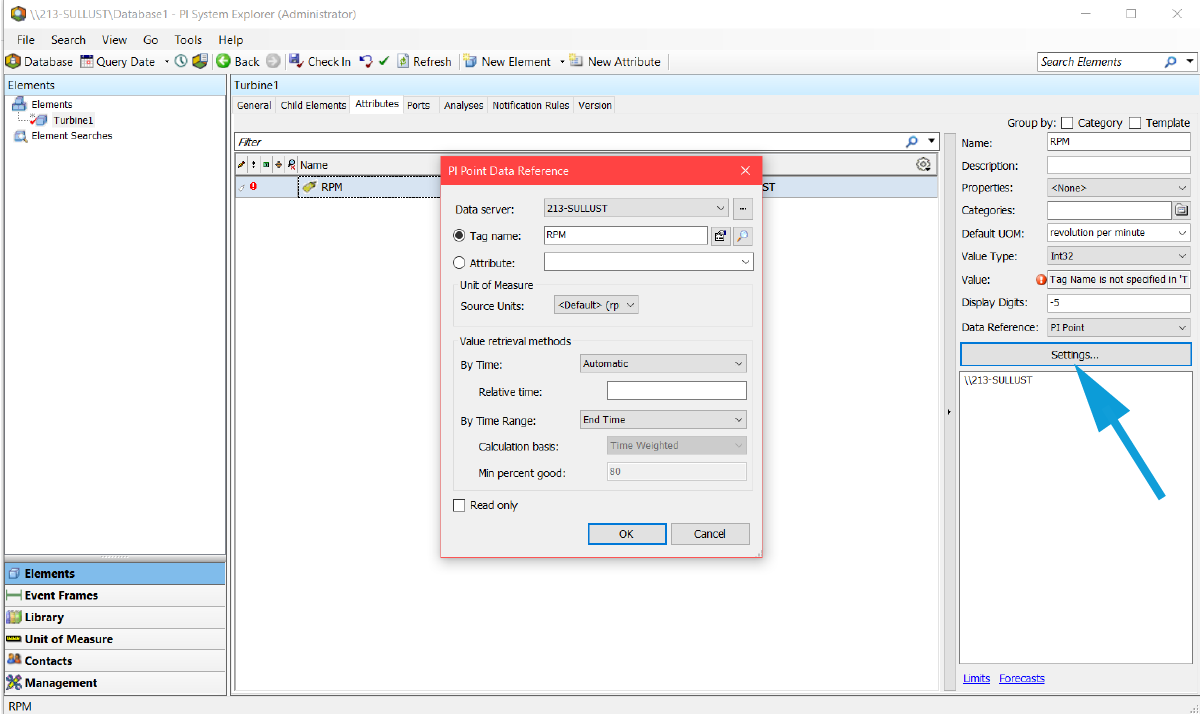 \\213-SULLUST\Database1 - PI System Explorer (Administrator)
File Search View Go Tools Help
Database Query Date Back Check In Refresh New Element New Attribute Search Elements
Elements
Elements
Turbine1
Element Searches
Elements
Event Frames
Library
Unit of Measure
Contacts
Management
RPM
Turbine1
General Child Elements Attributes Ports Analyses Notification Rules Version
Filter
Name
RPM
ST
PI Point Data Reference
Data server: 213-SULLUST ...
Tag name: RPM
Attribute:
Unit of Measure
Source Units: <Default> (rp
Value retrieval methods
By Time: Automatic
Relative time:
By Time Range: End Time
Calculation basis: Time Weighted
Min percent good: 80
Read only
OK Cancel
Group by: Category Template
Name: RPM
Description:
Properties: <None>
Categories:
Default UOM: revolution per minute
Value Type: Int32
Value: Tag Name is not specified in 'T
Display Digits: -5
Data Reference: PI Point
Settings...
\\213-SULLUST
Limits Forecasts